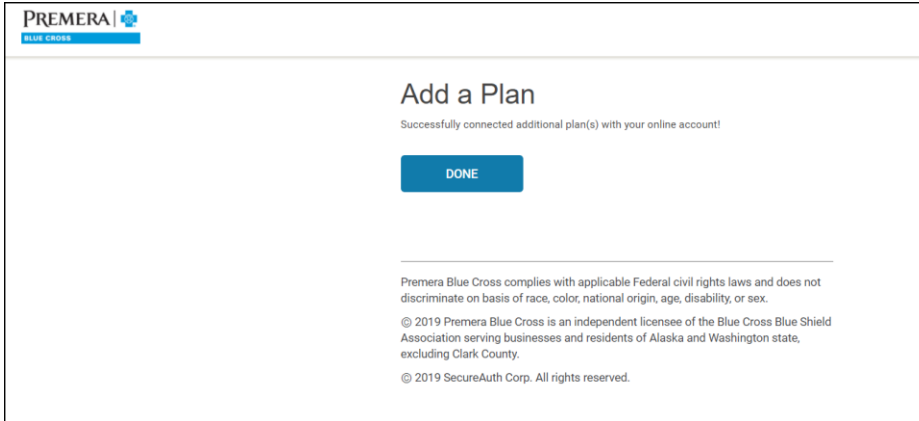 PREMERA
BLUE CROSS
Add a Plan
Successfully connected additional plan(s) with your online account!
DONE
Premera Blue Cross complies with applicable Federal civil rights laws and does not
discriminate on basis of race, color, national origin, age, disability, or sex.
© 2019 Premera Blue Cross is an independent licensee of the Blue Cross Blue Shield
Association serving businesses and residents of Alaska and Washington state,
excluding Clark County.
© 2019 SecureAuth Corp. All rights reserved.